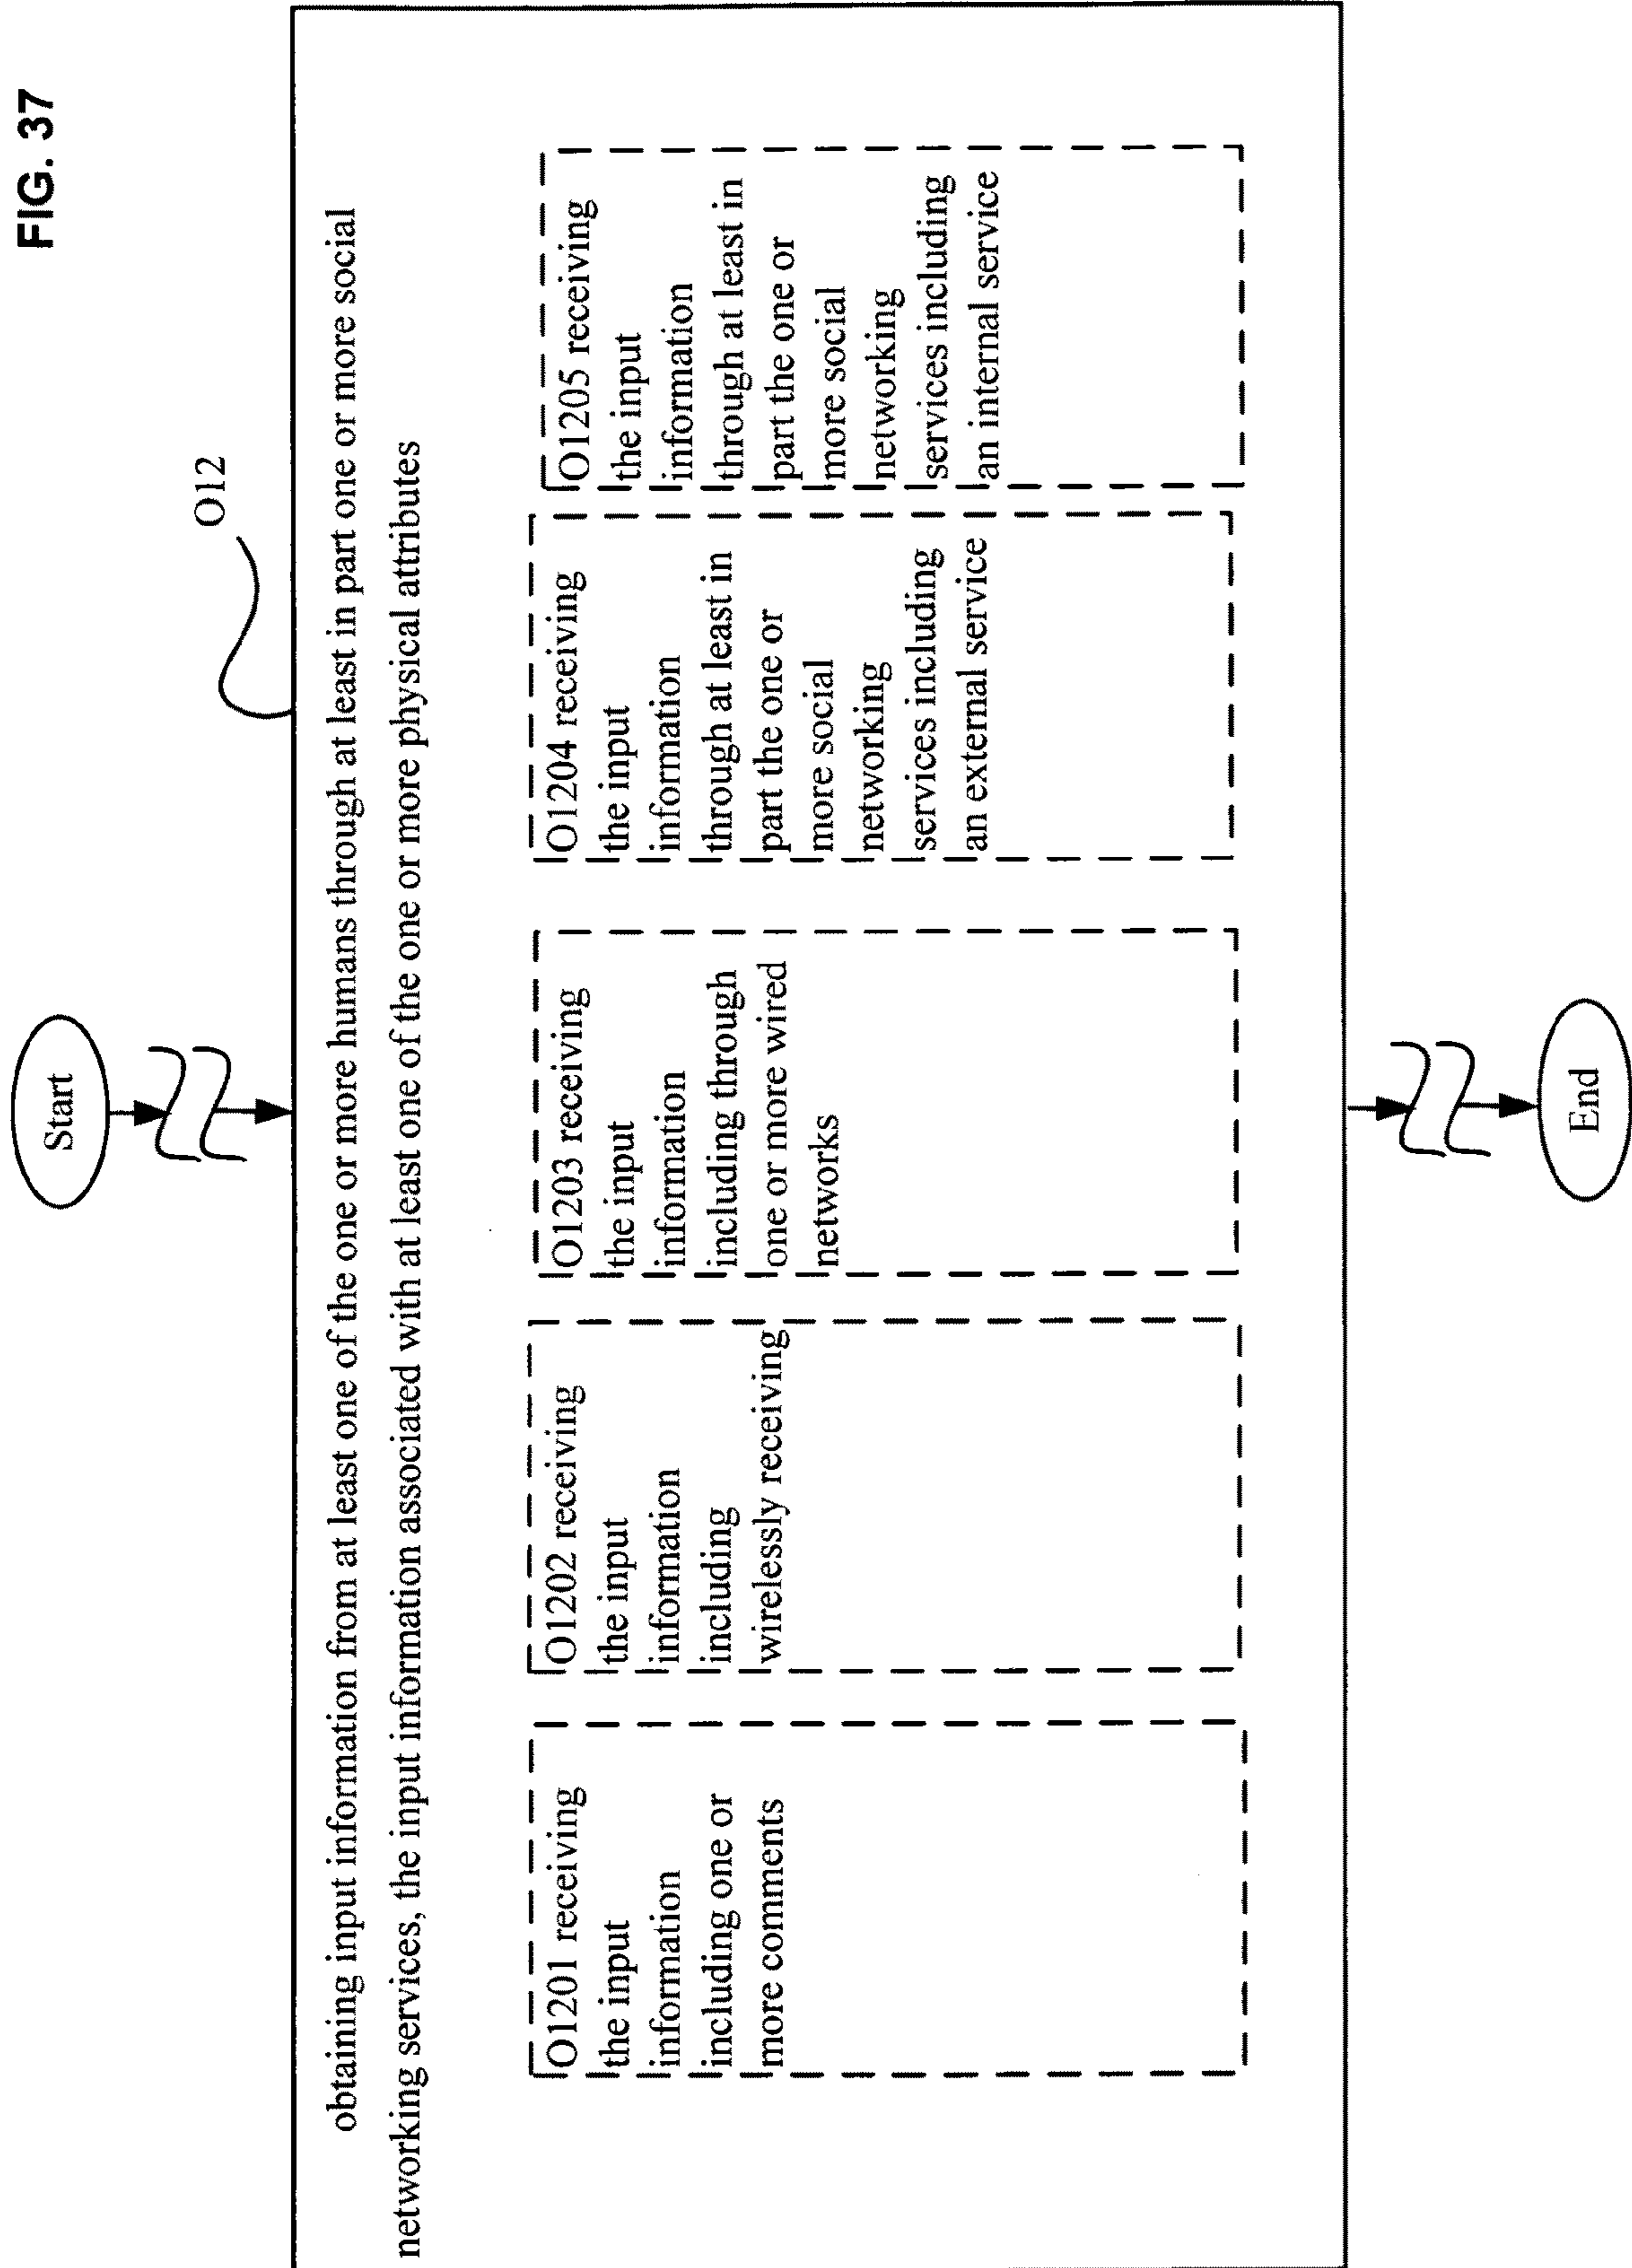 FIG. 37
Start
O12
obtaining input information from at least one of the one or more humans through at least in part one or more social
networking services, the input information associated with at least one of the one or more physical attributes
O1201 receiving
the input
information
including one or
more comments
O1202 receiving
the input
information
including
wirelessly receiving
O1203 receiving
the input
information
including through
one or more wired
networks
O1204 receiving
the input
information
through at least in
part the one or
more social
networking
services including
an external service
O1205 receiving
the input
information
through at least in
part the one or
more social
networking
services including
an internal service
End